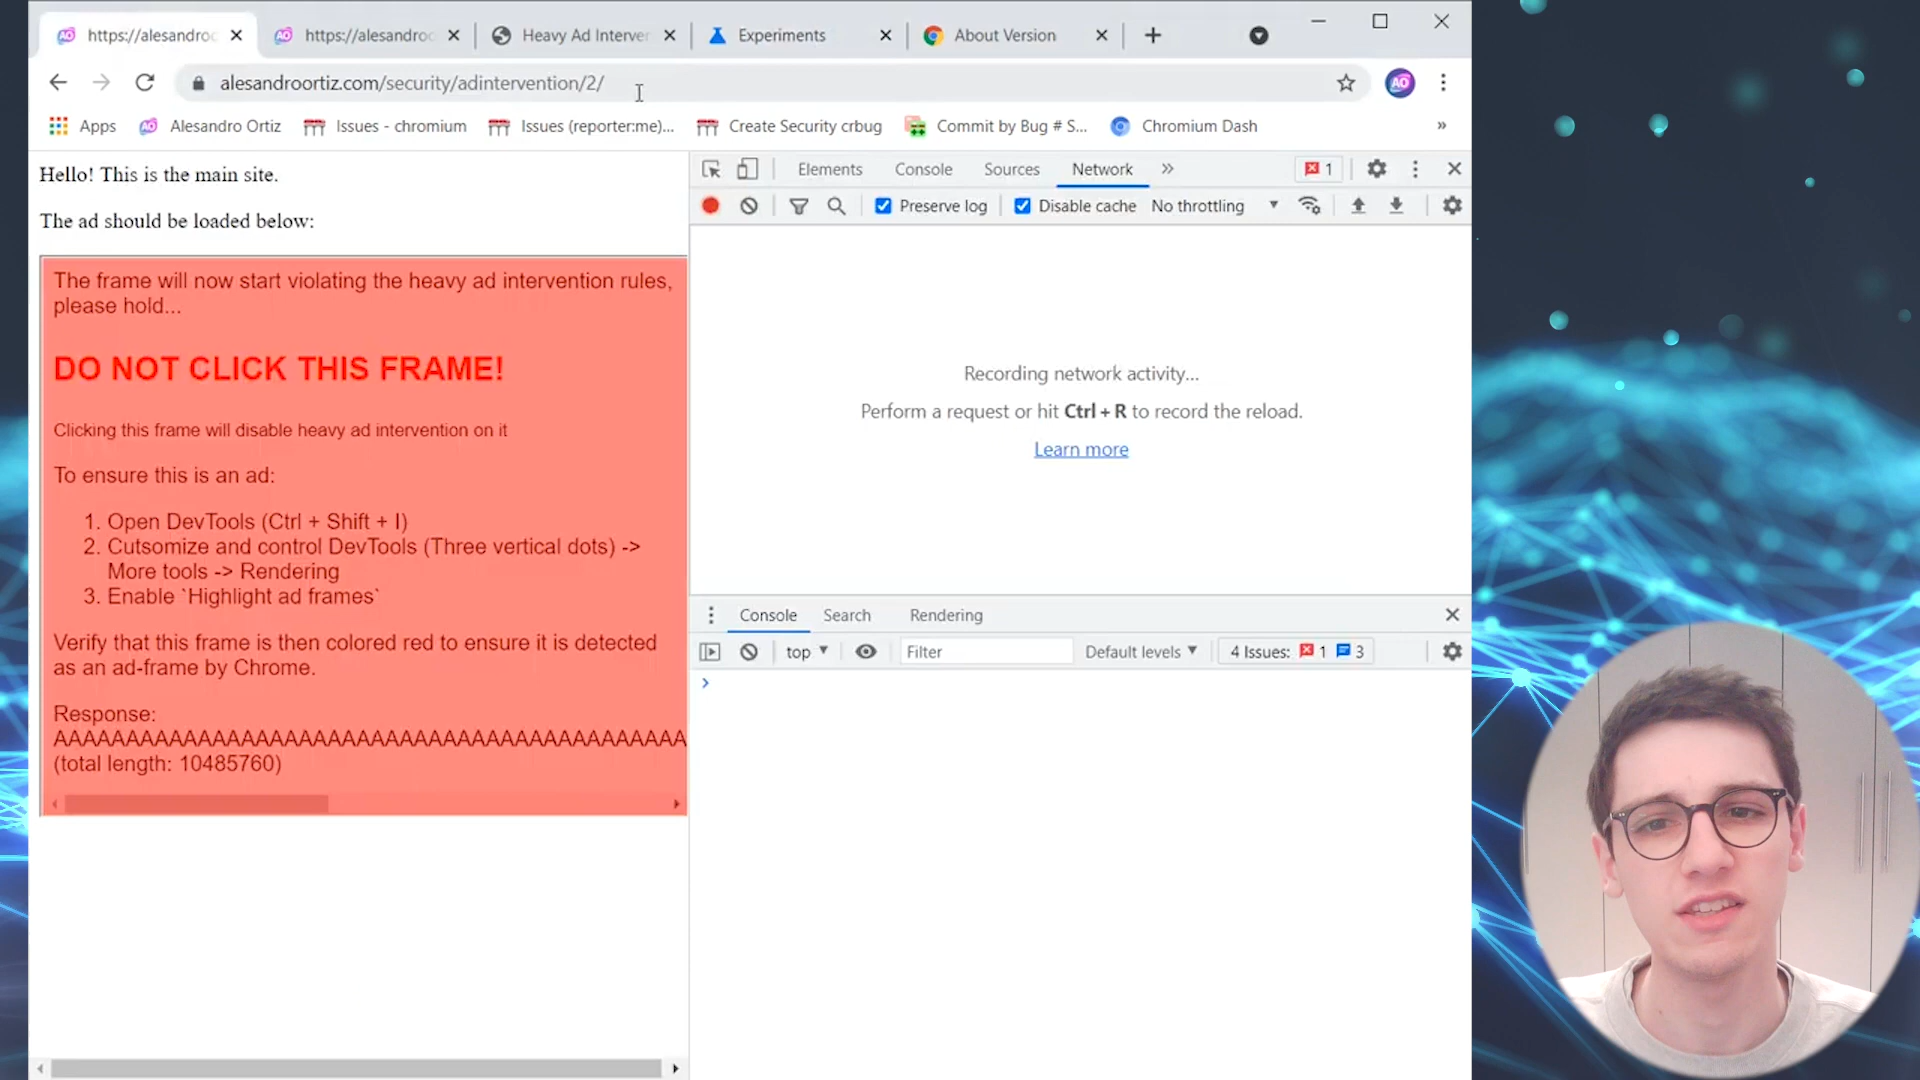 https://alesandroc
https://alesandro
Heavy Ad Interver
Experiments
About Version
alesandroortiz.com/security/adintervention/2/
AO
Apps
Alesandro Ortiz
Issues - chromium
Issues (reporter:me)...
Create Security crbug
Commit by Bug # S...
Chromium Dash
»
Hello! This is the main site.
The ad should be loaded below:
The frame will now start violating the heavy ad intervention rules,
please hold...
DO NOT CLICK THIS FRAME!
Clicking this frame will disable heavy ad intervention on it
To ensure this is an ad:
1. Open DevTools (Ctrl + Shift + I)
2. Cutsomize and control DevTools (Three vertical dots) ->
More tools -> Rendering
3. Enable `Highlight ad frames`
Verify that this frame is then colored red to ensure it is detected
as an ad-frame by Chrome.
Response:
AAAAAAAAAAAAAAAAAAAAAAAAAAAAAAAAAAAAAAAAAAAA
(total length: 10485760)
Elements
Console
Sources
Network
»
1
Preserve log
Disable cache
No throttling
Recording network activity...
Perform a request or hit Ctrl + R to record the reload.
Learn more
Console
Search
Rendering
top
Filter
Default levels
4 Issues: 1 3